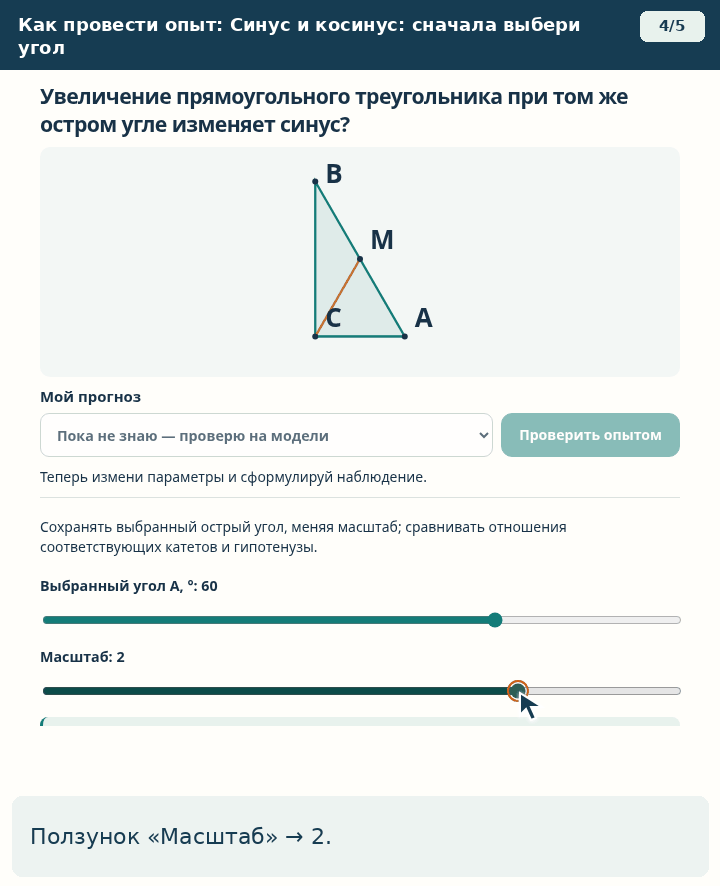 Как провести опыт: Синус и косинус: сначала выбери
угол
4/5
Увеличение прямоугольного треугольника при том же
остром угле изменяет синус?
B
M
C
A
Мой прогноз
Пока не знаю — проверю на модели
Проверить опытом
Теперь измени параметры и сформулируй наблюдение.
Сохранять выбранный острый угол, меняя масштаб; сравнивать отношения
соответствующих катетов и гипотенузы.
Выбранный угол A, °: 60
Масштаб: 2
Ползунок «Масштаб» → 2.